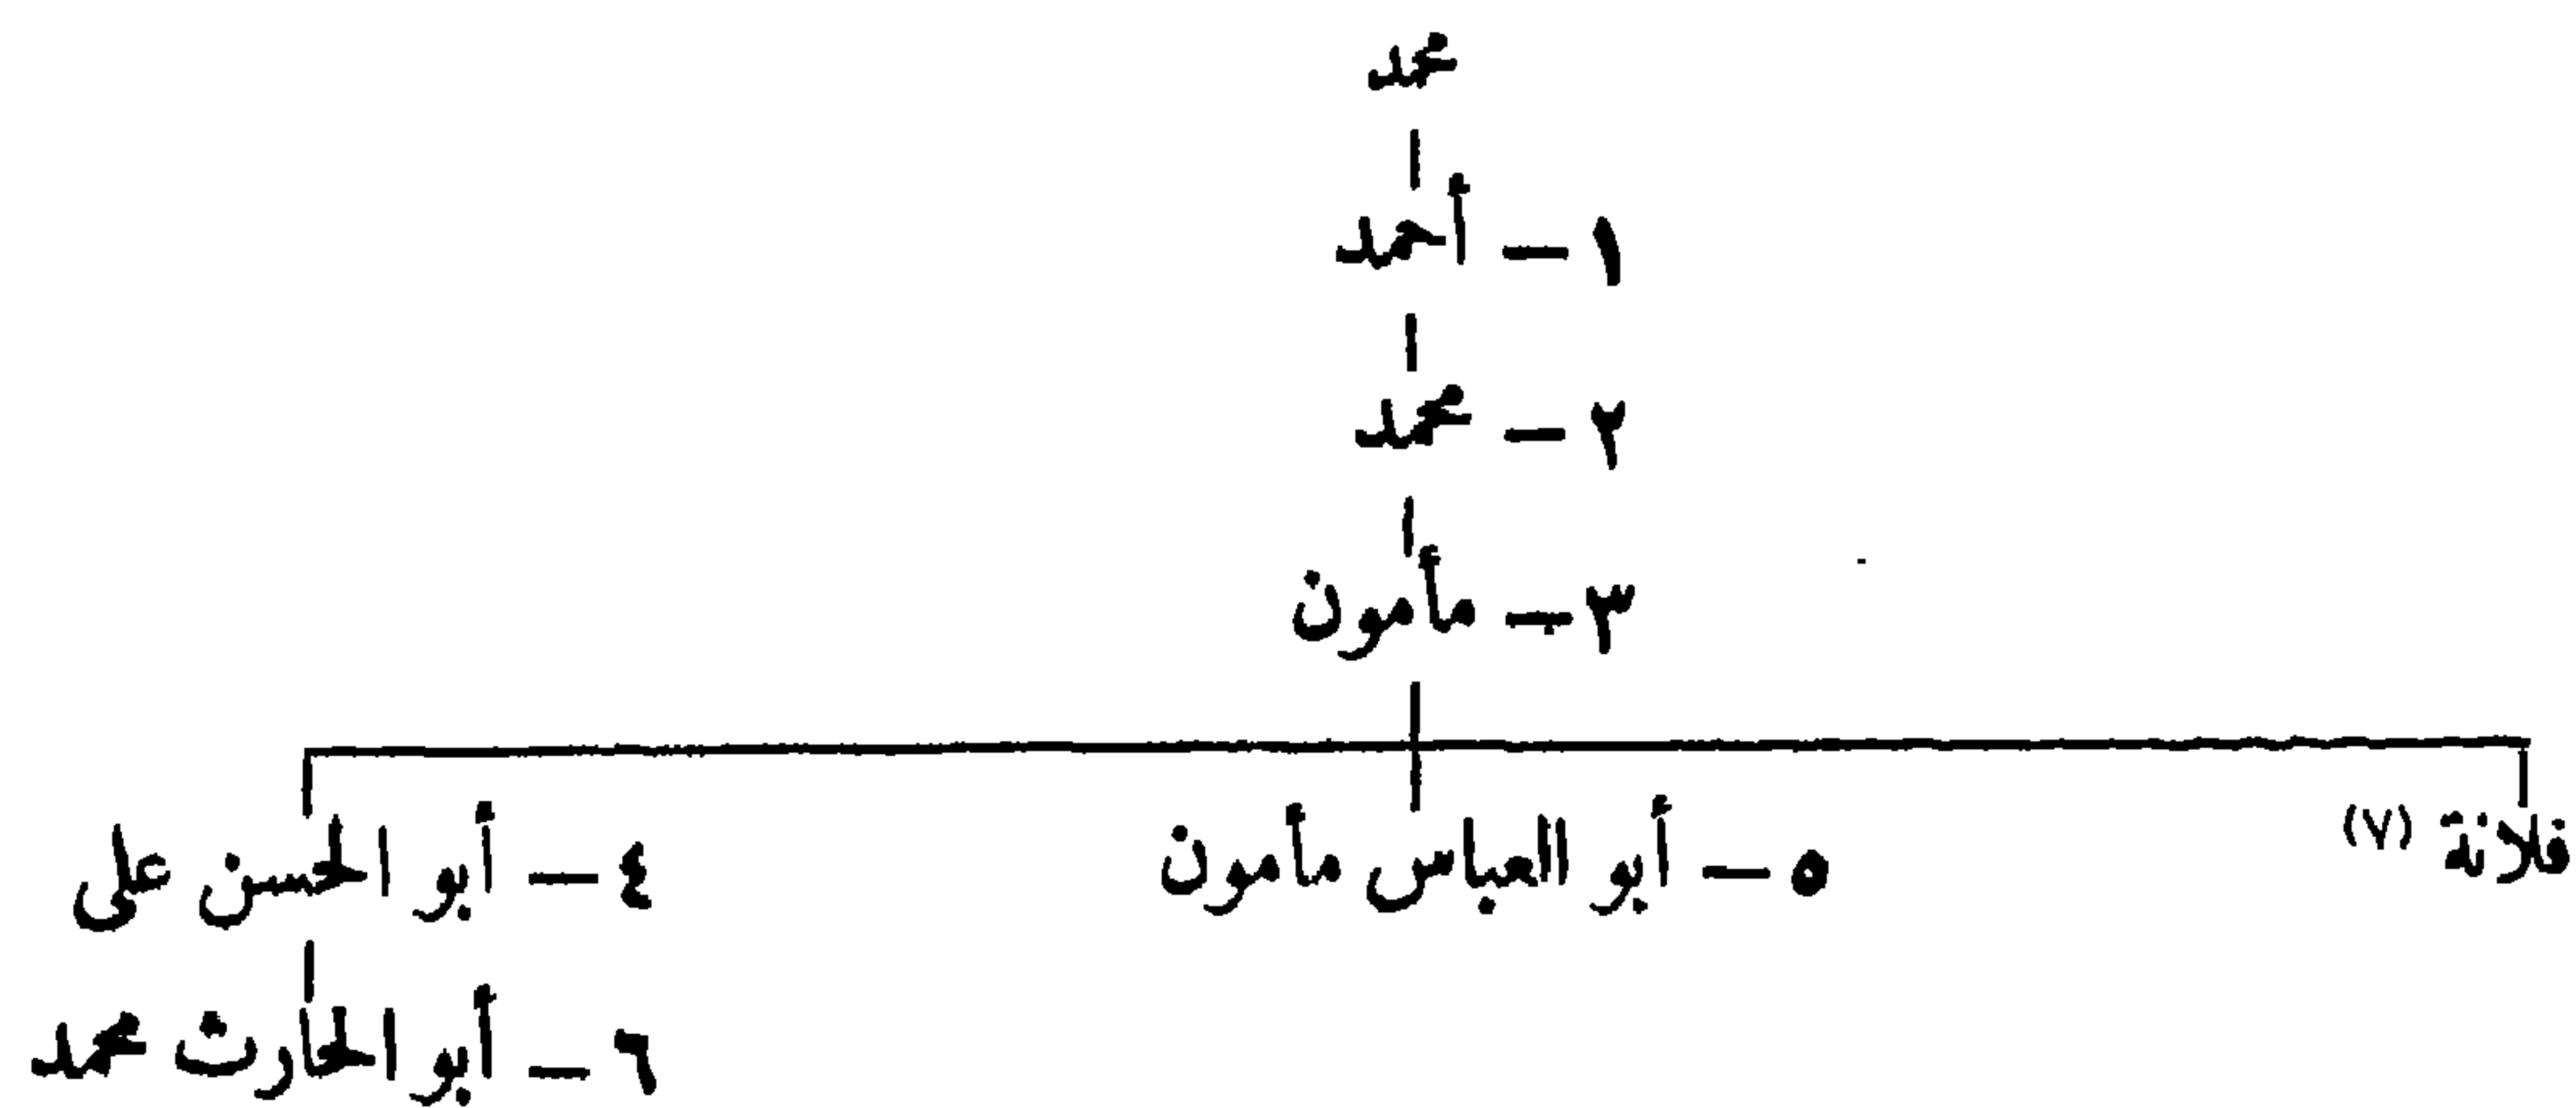 محمد
١ – أحمد
٢ – محمد
٣ – مأمون
فلانة (٧)
٥ – أبو العباس مأمون
٤ – أبو الحسن على
٦ – أبو الحارث محمد